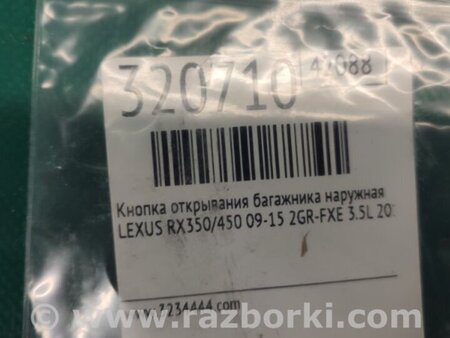 320710 42088
Кнопка открывания багажника наружная
LEXUS RX350/450 09-15 2GR-FXE 3.5L 20
3234444.com
www.razborki.com